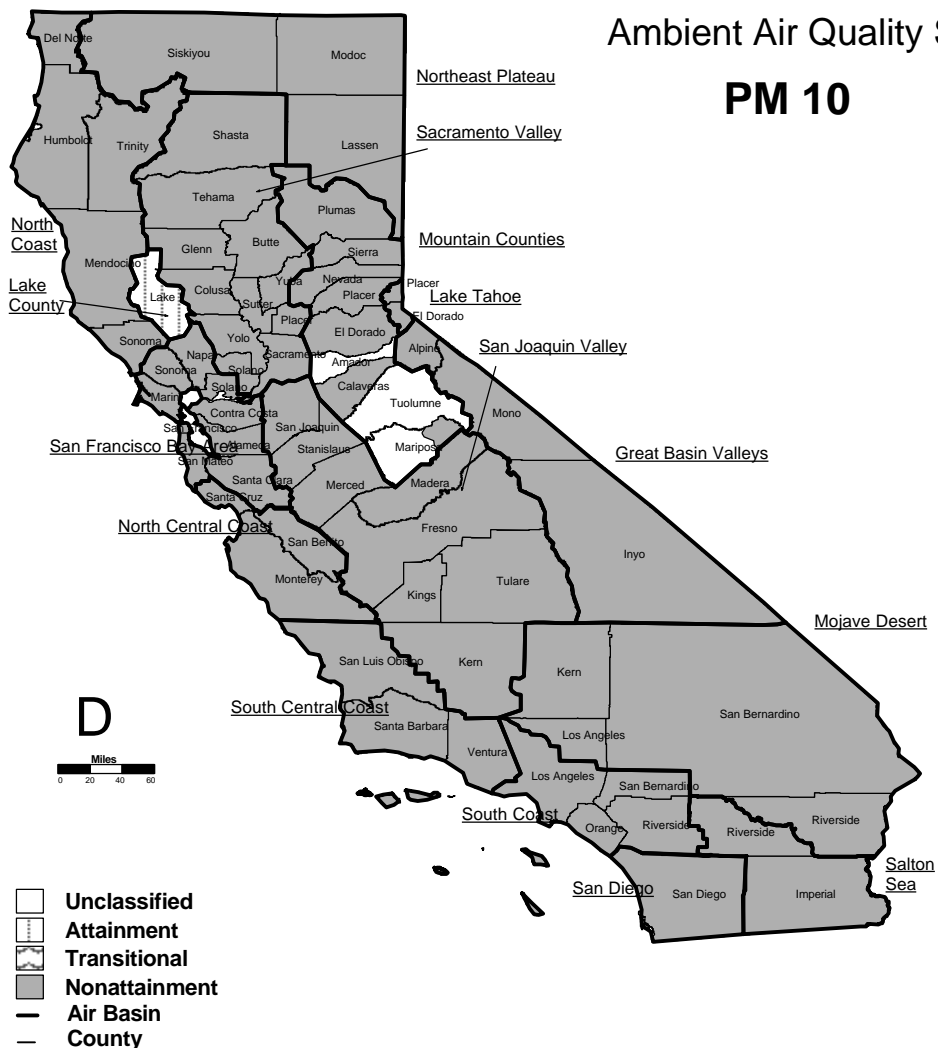 Ambient Air Quality S
PM 10
Del Norte
Siskiyou
Modoc
Northeast Plateau
Sacramento Valley
Humboldt
Trinity
Shasta
Lassen
Tehama
Plumas
North
Coast
Mendocino
Glenn
Butte
Sierra
Mountain Counties
Lake
County
Lake
Colusa
Sutter
Yuba
Nevada
Placer
Placer
Lake Tahoe
El Dorado
Placer
El Dorado
Sonoma
Yolo
Napa
Sacramento
Amador
Alpine
San Joaquin Valley
Sonoma
Solano
Solano
Calaveras
Marin
Contra Costa
Tuolumne
Mono
San Francisco
Alameda
San Joaquin
San Francisco Bay Area
Stanislaus
Maripos
Great Basin Valleys
San Mateo
Santa Clara
Merced
Madera
Santa Cruz
North Central Coast
Fresno
San Benito
Inyo
Monterey
Kings
Tulare
Mojave Desert
San Luis Obispo
Kern
Kern
South Central Coast
Santa Barbara
San Bernardino
Los Angeles
Ventura
D
Miles
0 20 40 60
Los Angeles
San Bernardino
South Coast
Orange
Riverside
Riverside
Riverside
Salton
Sea
San Diego
San Diego
Imperial
Unclassified
Attainment
Transitional
Nonattainment
Air Basin
County